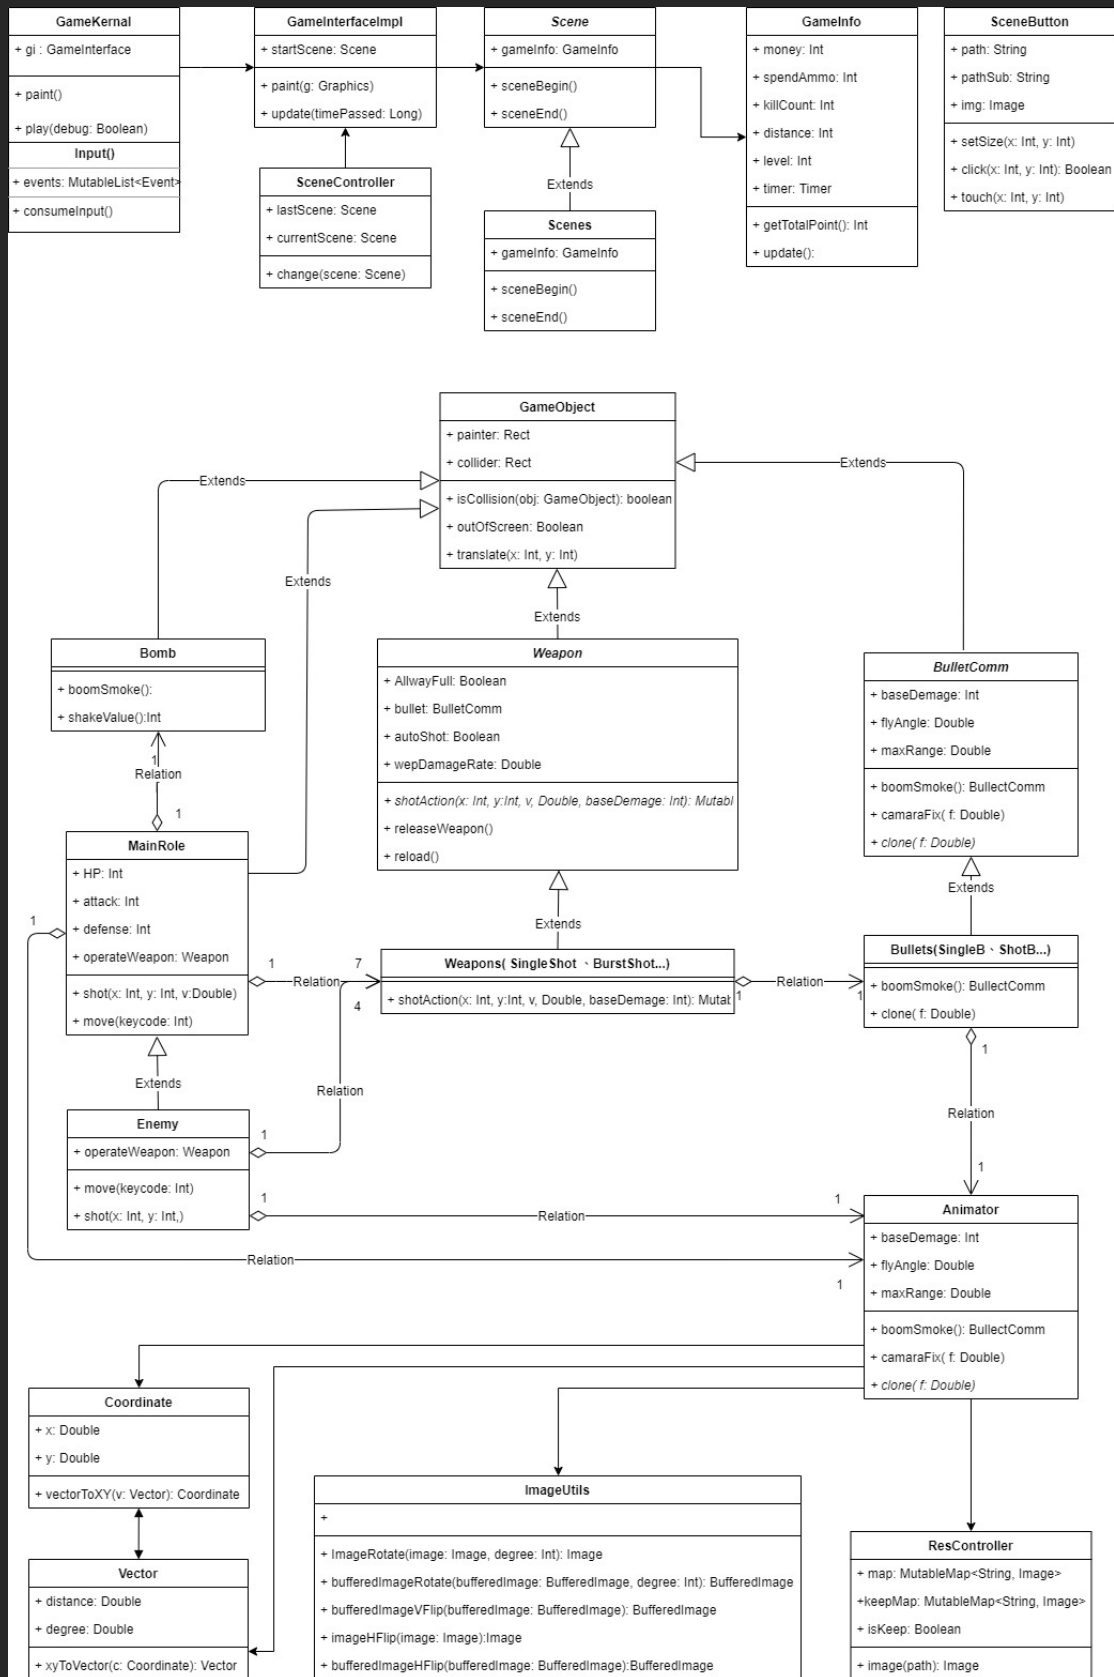 GameKernal
+ gi : GameInterface
+ paint()
+ play(debug: Boolean)
Input()
+ events: MutableList<Event>
+ consumeInput()
GameInterfaceImpl
+ startScene: Scene
+ paint(g: Graphics)
+ update(timePassed: Long)
SceneController
+ lastScene: Scene
+ currentScene: Scene
+ change(scene: Scene)
Scene
+ gameInfo: GameInfo
+ sceneBegin()
+ sceneEnd()
Extends
Scenes
+ gameInfo: GameInfo
+ sceneBegin()
+ sceneEnd()
GameInfo
+ money: Int
+ spendAmmo: Int
+ killCount: Int
+ distance: Int
+ level: Int
+ timer: Timer
+ getTotalPoint(): Int
+ update():
SceneButton
+ path: String
+ pathSub: String
+ img: Image
+ setSize(x: Int, y: Int)
+ click(x: Int, y: Int): Boolean
+ touch(x: Int, y: Int)
GameObject
+ painter: Rect
+ collider: Rect
+ isCollision(obj: GameObject): boolean
+ outOfScreen: Boolean
+ translate(x: Int, y: Int)
Extends
Extends
Extends
Extends
Bomb
+ boomSmoke():
+ shakeValue():Int
1
Relation
1
MainRole
+ HP: Int
+ attack: Int
+ defense: Int
+ operateWeapon: Weapon
+ shot(x: Int, y: Int, v:Double)
+ move(keycode: Int)
1
1
Relation
7
4
Extends
Relation
Enemy
+ operateWeapon: Weapon
+ move(keycode: Int)
+ shot(x: Int, y: Int,)
1
1
Relation
1
Relation
1
Weapon
+ AllwayFull: Boolean
+ bullet: BulletComm
+ autoShot: Boolean
+ wepDamageRate: Double
+ shotAction(x: Int, y:Int, v, Double, baseDemage: Int): Mutabl
+ releaseWeapon()
+ reload()
Extends
Weapons( SingleShot 、BurstShot...)
+ shotAction(x: Int, y:Int, v, Double, baseDemage: Int): Mutat
1
Relation
1
BulletComm
+ baseDemage: Int
+ flyAngle: Double
+ maxRange: Double
+ boomSmoke(): BullectComm
+ camaraFix( f: Double)
+ clone( f: Double)
Extends
Bullets(SingleB、ShotB...)
+ boomSmoke(): BullectComm
+ clone( f: Double)
1
Relation
1
Animator
+ baseDemage: Int
+ flyAngle: Double
+ maxRange: Double
+ boomSmoke(): BullectComm
+ camaraFix( f: Double)
+ clone( f: Double)
Coordinate
+ x: Double
+ y: Double
+ vectorToXY(v: Vector): Coordinate
Vector
+ distance: Double
+ degree: Double
+ xyToVector(c: Coordinate): Vector
ImageUtils
+
+ ImageRotate(image: Image, degree: Int): Image
+ bufferedImageRotate(bufferedImage: BufferedImage, degree: Int): BufferedImage
+ bufferedImageVFlip(bufferedImage: BufferedImage): BufferedImage
+ imageHFlip(image: Image):Image
+ bufferedImageHFlip(bufferedImage: BufferedImage):BufferedImage
ResController
+ map: MutableMap<String, Image>
+keepMap: MutableMap<String, Image>
+ isKeep: Boolean
+ image(path): Image